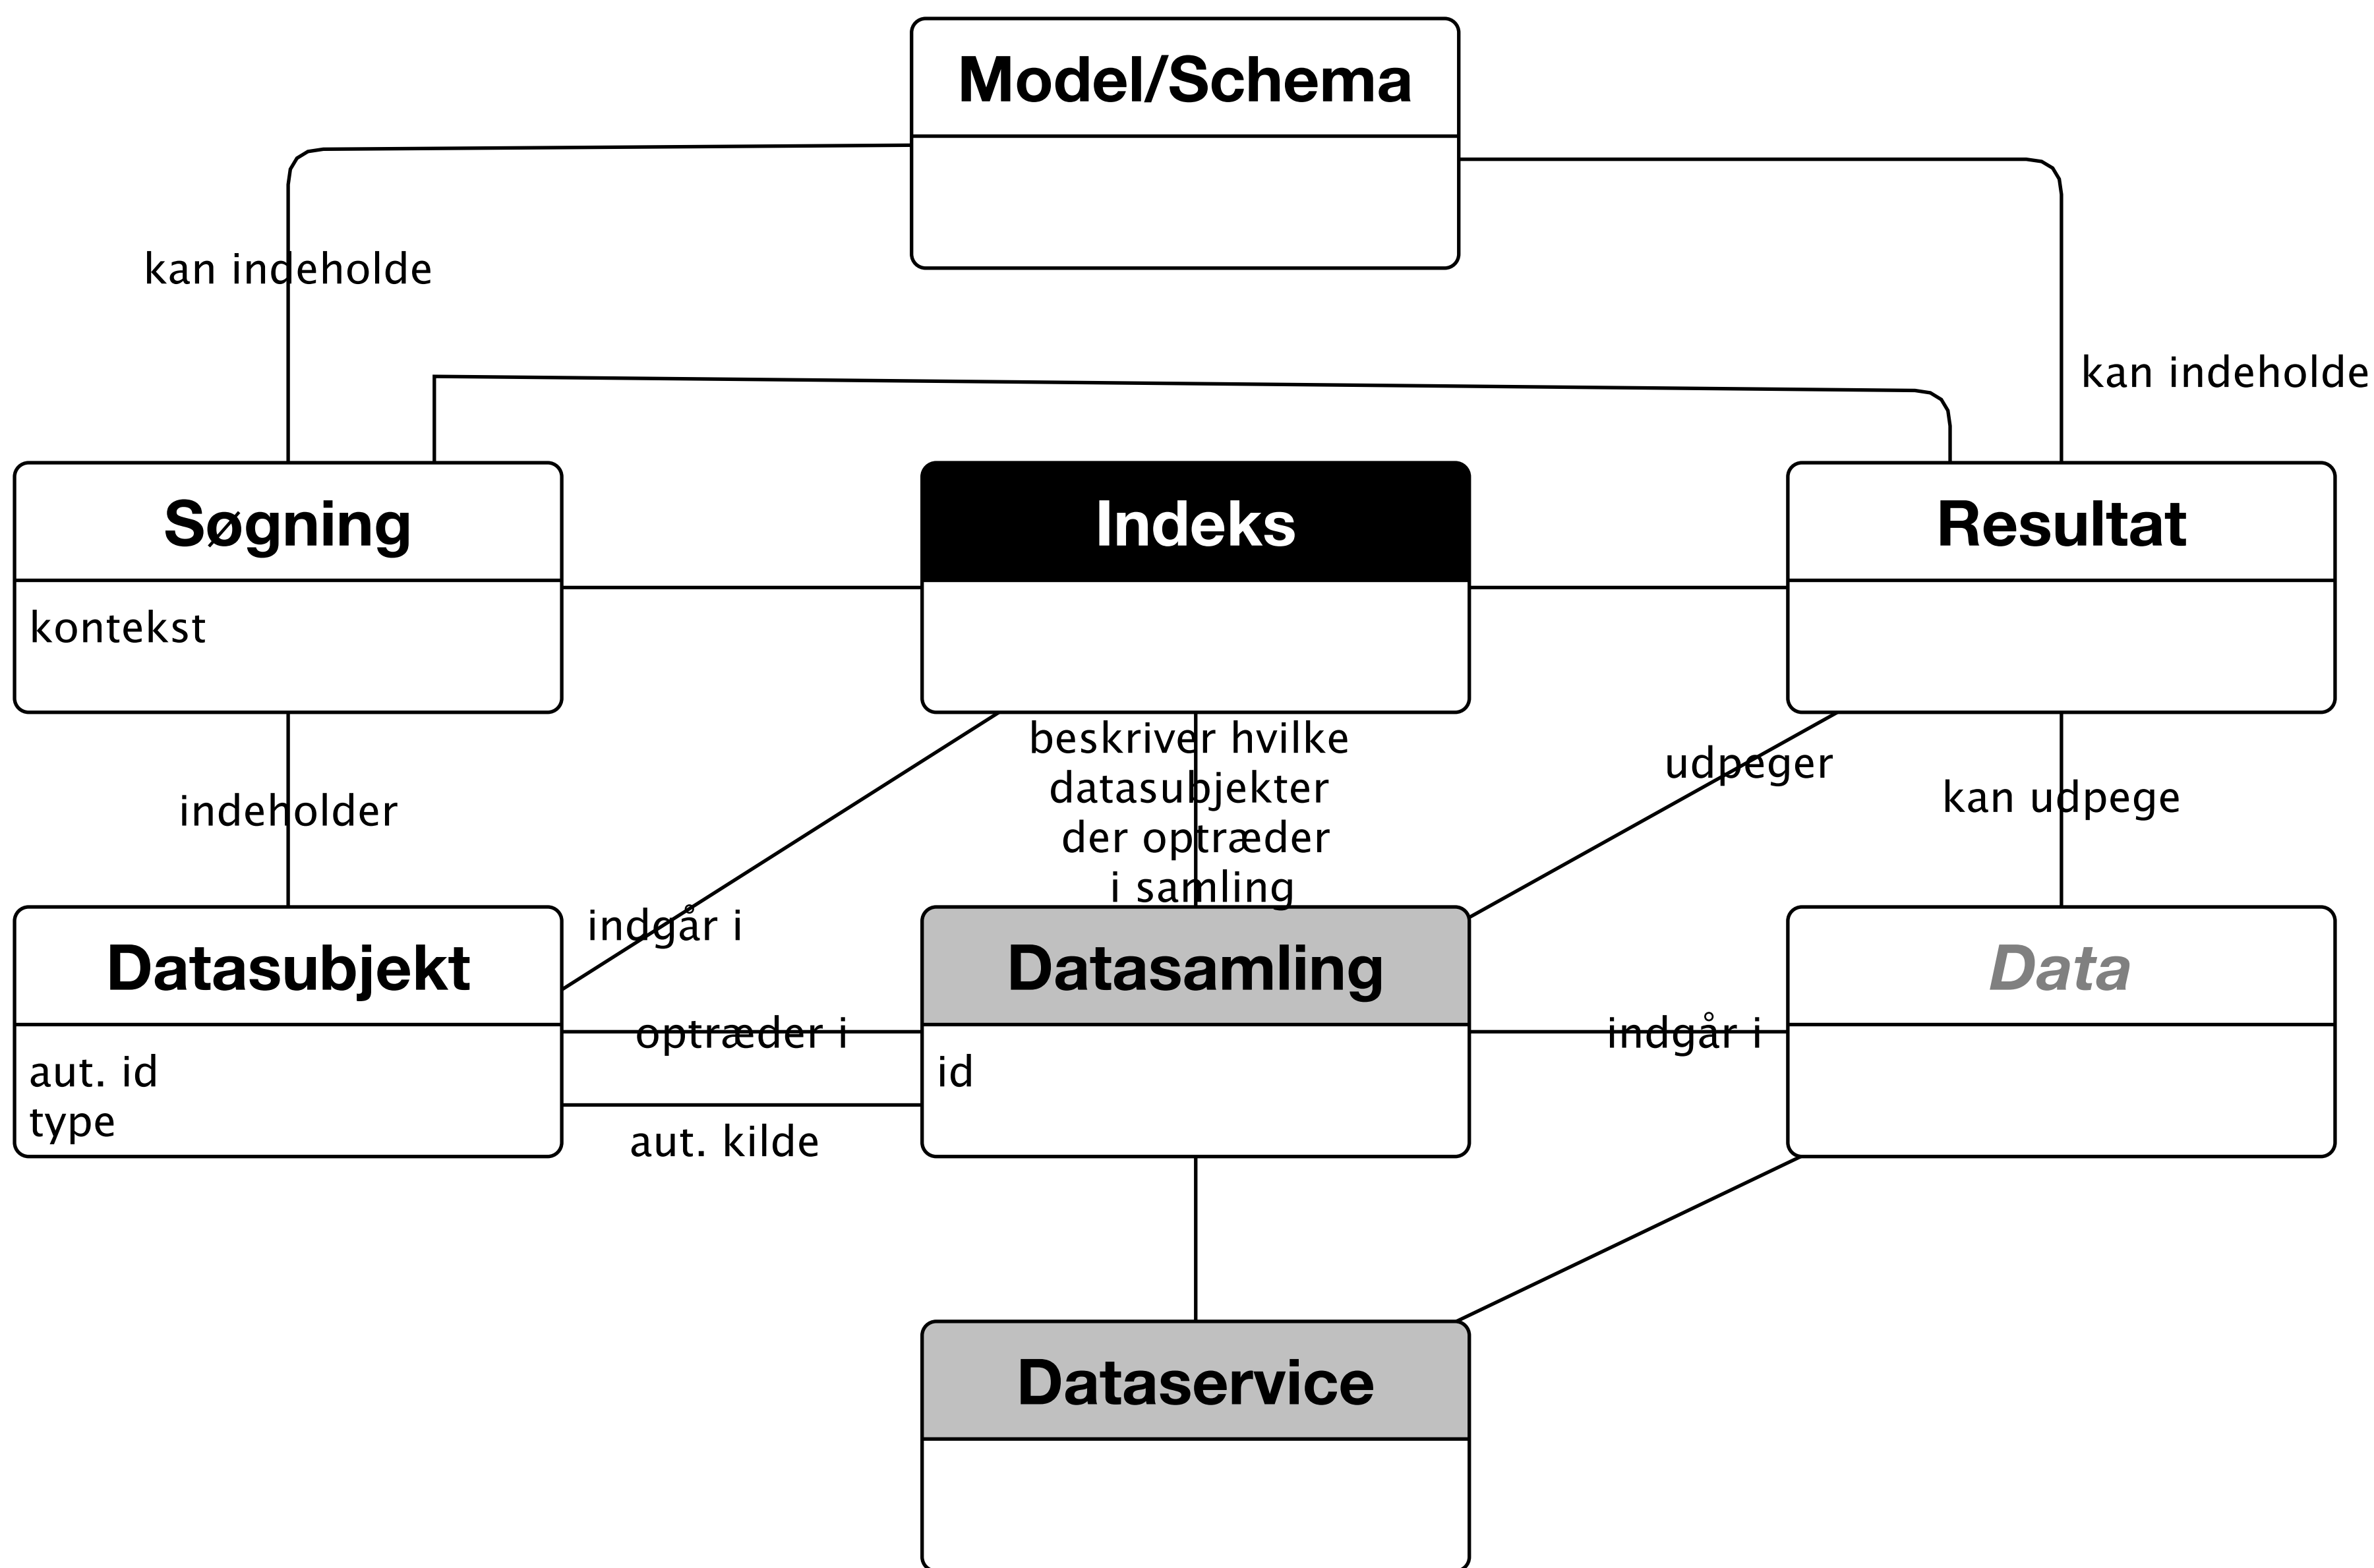 Model/Schema
kan indeholde
kan indeholde
Søgning
kontekst
Indeks
Resultat
beskriver hvilke
datasubjekter
der optræder
i samling
udpeger
kan udpege
indeholder
indgår i
Datasubjekt
aut. id
type
optræder i
aut. kilde
Datasamling
id
indgår i
Data
Dataservice